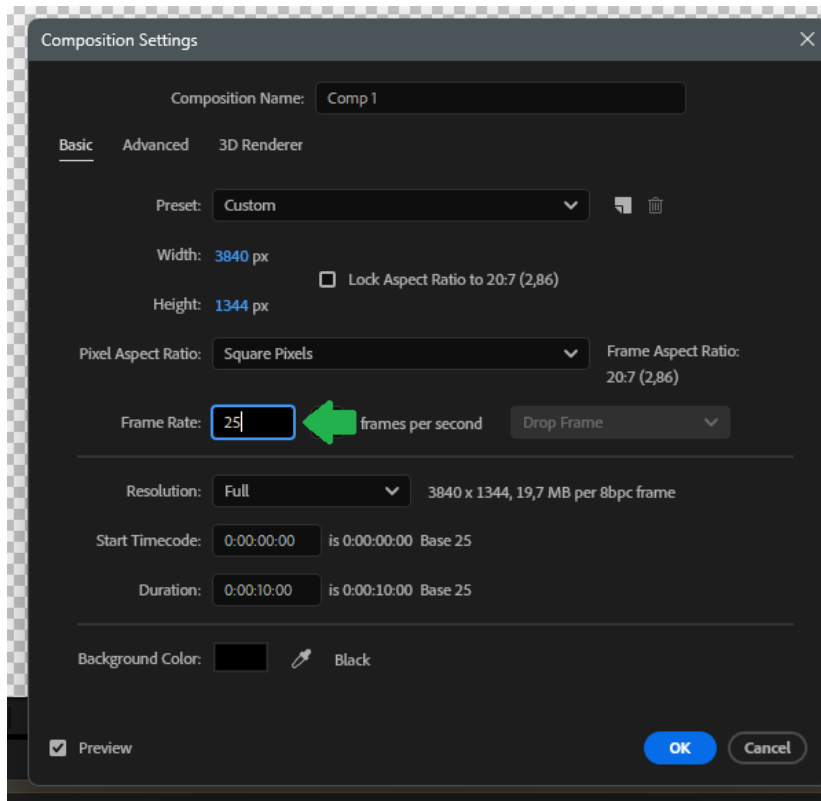 Composition Settings
Composition Name: Comp 1
Basic Advanced 3D Renderer
Preset: Custom
Width: 3840 px
Lock Aspect Ratio to 20:7 (2,86)
Height: 1344 px
Pixel Aspect Ratio: Square Pixels
Frame Aspect Ratio:
20:7 (2,86)
Frame Rate: 25 frames per second Drop Frame
Resolution: Full 3840 x 1344, 19,7 MB per 8bpc frame
Start Timecode: 0:00:00:00 is 0:00:00:00 Base 25
Duration: 0:00:10:00 is 0:00:10:00 Base 25
Background Color: Black
Preview OK Cancel